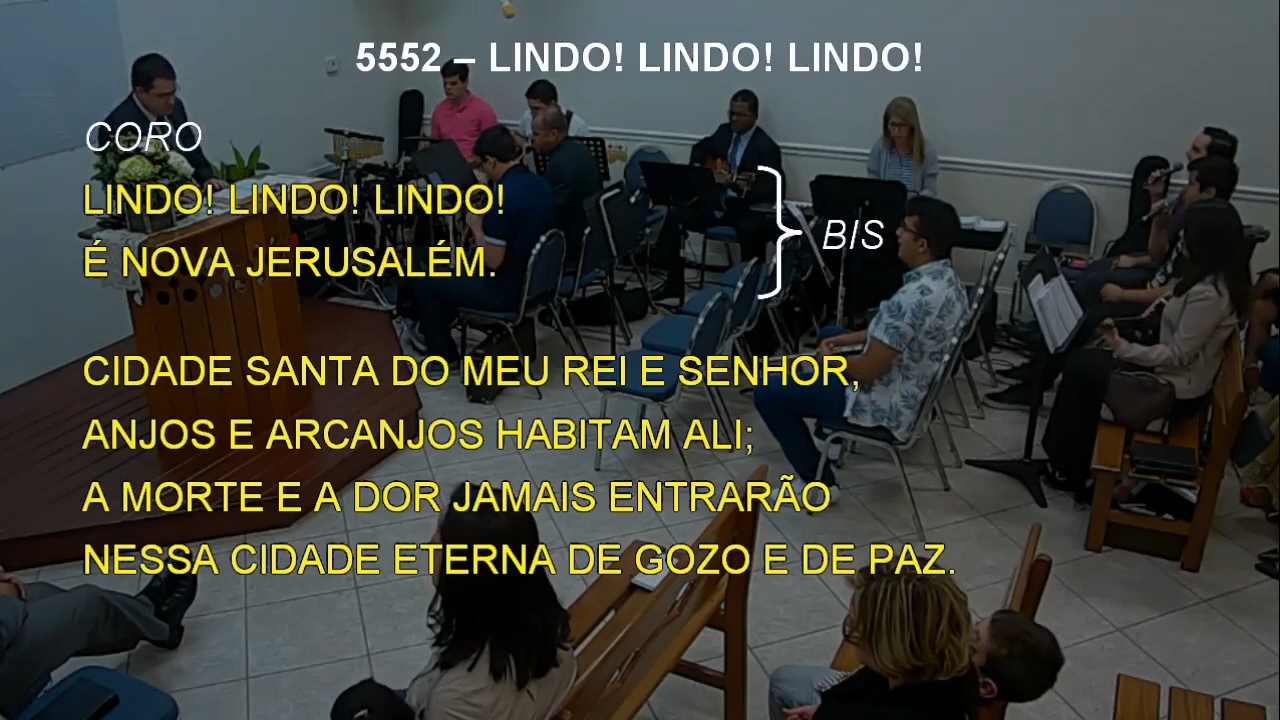 5552 – LINDO! LINDO! LINDO!
CORO
LINDO! LINDO! LINDO!
É NOVA JERUSALÉM.
BIS
CIDADE SANTA DO MEU REI E SENHOR,
ANJOS E ARCANJOS HABITAM ALI;
A MORTE E A DOR JAMAIS ENTRARÃO
NESSA CIDADE ETERNA DE GOZO E DE PAZ.